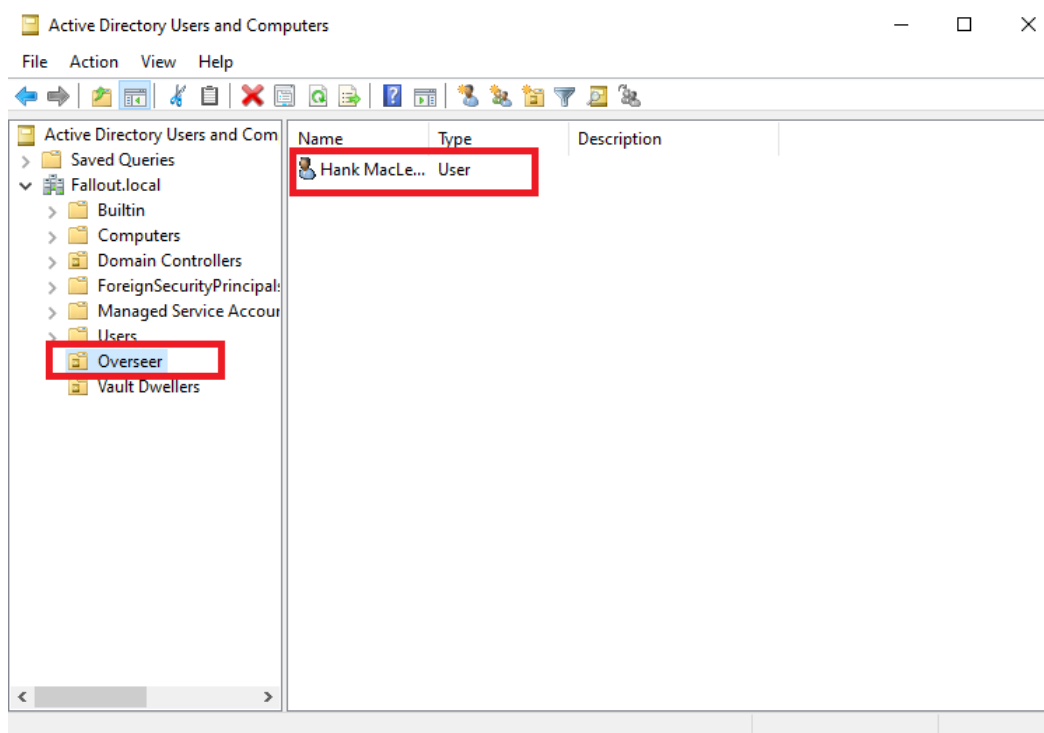 Active Directory Users and Computers
File Action View Help
Active Directory Users and Com
Saved Queries
Fallout.local
Builtin
Computers
Domain Controllers
ForeignSecurityPrincipal
Managed Service Accour
Users
Overseer
Vault Dwellers
Name Type Description
Hank MacLe... User